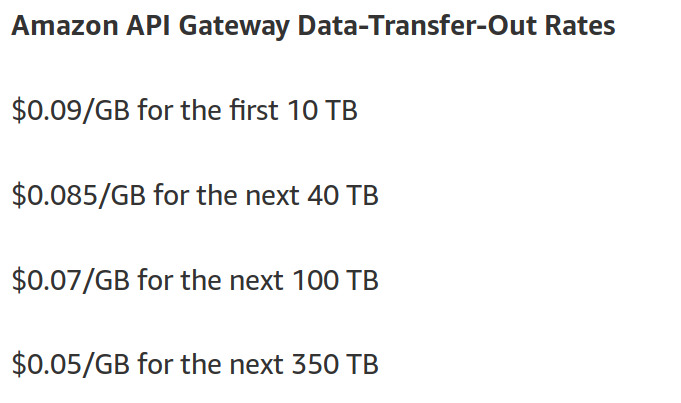 Amazon API Gateway Data-Transfer-Out Rates
$0.09/GB for the first 10 TB
$0.085/GB for the next 40 TB
$0.07/GB for the next 100 TB
$0.05/GB for the next 350 TB